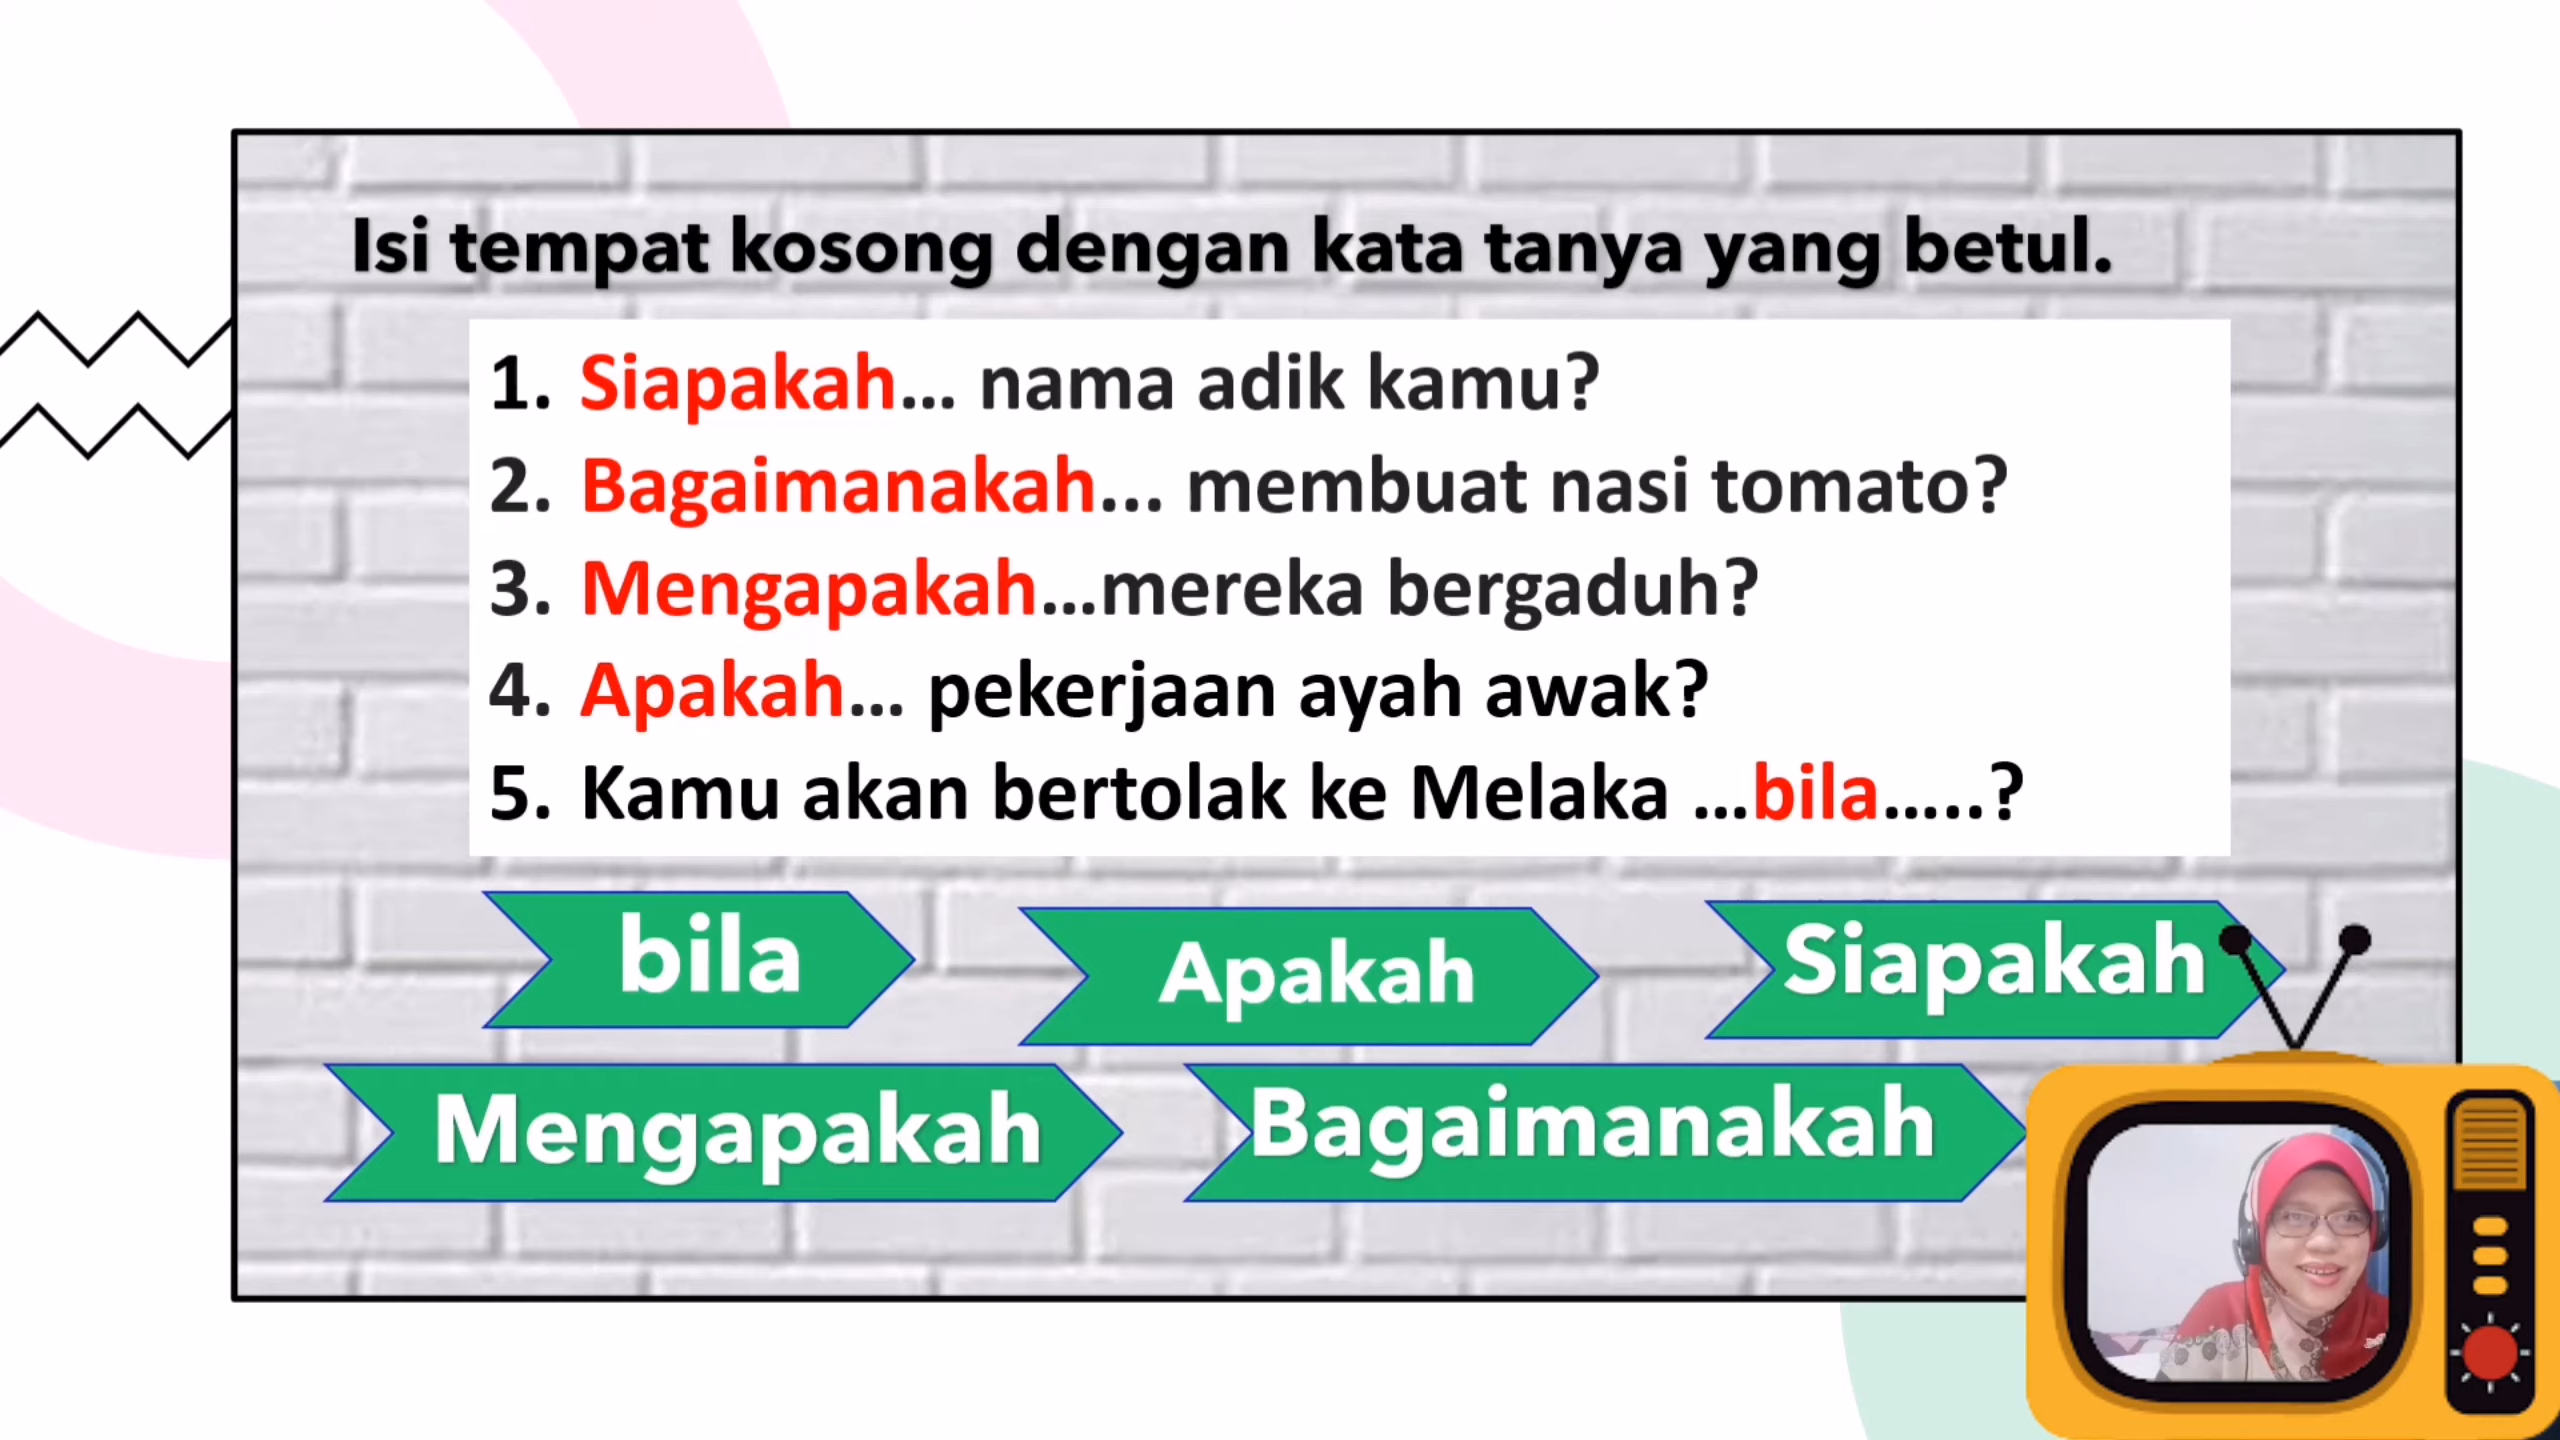 Isi tempat kosong dengan kata tanya yang betul.
1. Siapakah... nama adik kamu?
2. Bagaimanakah... membuat nasi tomato?
3. Mengapakah...mereka bergaduh?
4. Apakah... pekerjaan ayah awak?
5. Kamu akan bertolak ke Melaka ...bila.....?
bila
Apakah
Siapakah
Mengapakah
Bagaimanakah